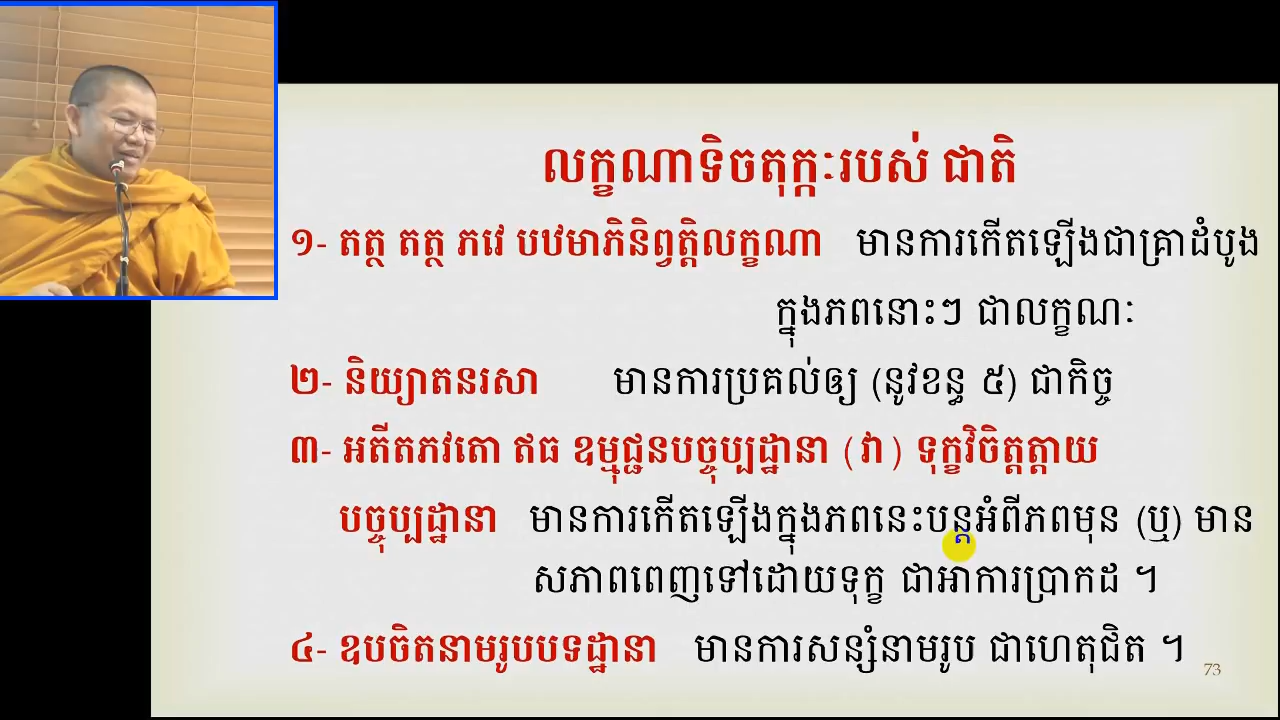 លក្ខណាទិចតុក្កៈរបស់ ជាតិ
១- តត្ថ តត្ថ ភវេ បឋមាភិនិព្វត្តិលក្ខណា មានការកើតឡើងជាគ្រាដំបូង
ក្នុងភពនោះៗ ជាលក្ខណៈ
២- និយ្យាតនរសា មានការប្រគល់ឲ្យ (នូវខន្ធ ៥) ជាកិច្ច
៣- អតីតភវតោ ឥធ ឧម្មុជ្ជនបច្ចុប្បដ្ឋានា (វា) ទុក្ខវិចិត្តត្តាយ
បច្ចុប្បដ្ឋានា មានការកើតឡើងក្នុងភពនេះបន្តអំពីភពមុន (ឬ) មាន
សភាពពេញទៅដោយទុក្ខ ជាអាការប្រាកដ ។
៤- ឧបចិតនាមរូបបទដ្ឋានា មានការសន្សំនាមរូប ជាហេតុជិត ។
73